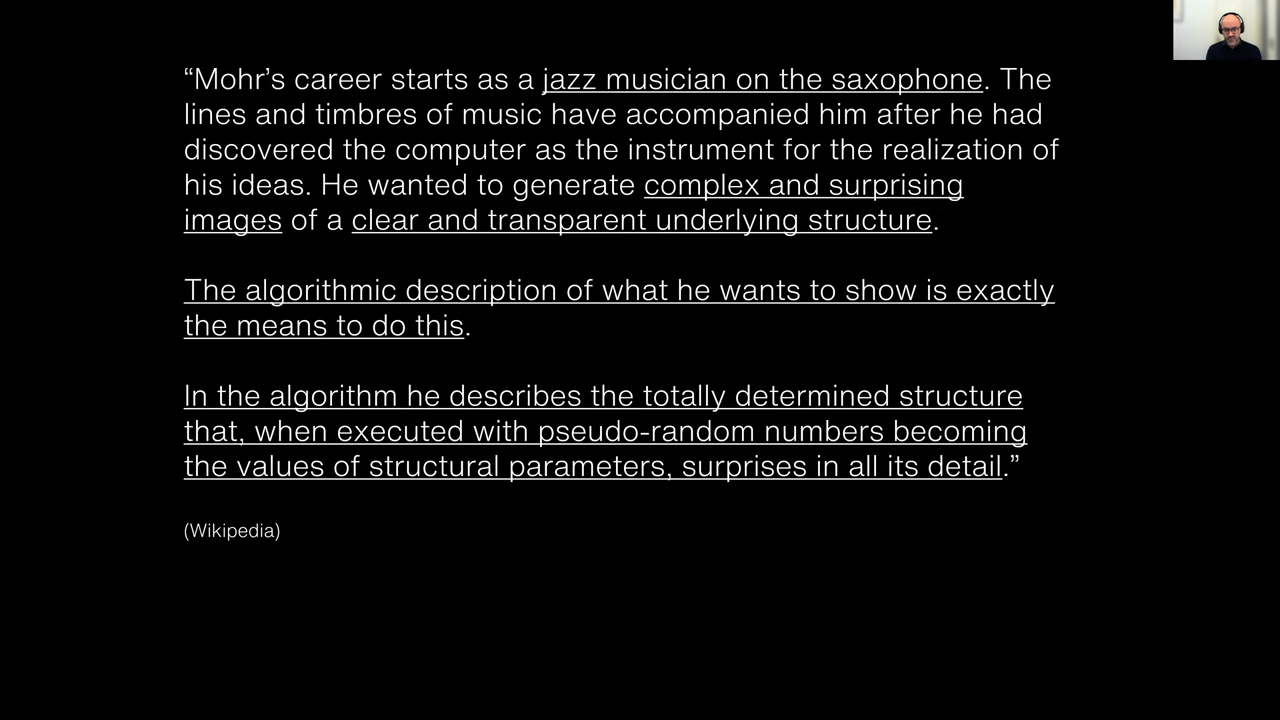 “Mohr’s career starts as a jazz musician on the saxophone. The
lines and timbres of music have accompanied him after he had
discovered the computer as the instrument for the realization of
his ideas. He wanted to generate complex and surprising
images of a clear and transparent underlying structure.
The algorithmic description of what he wants to show is exactly
the means to do this.
In the algorithm he describes the totally determined structure
that, when executed with pseudo-random numbers becoming
the values of structural parameters, surprises in all its detail.”
(Wikipedia)